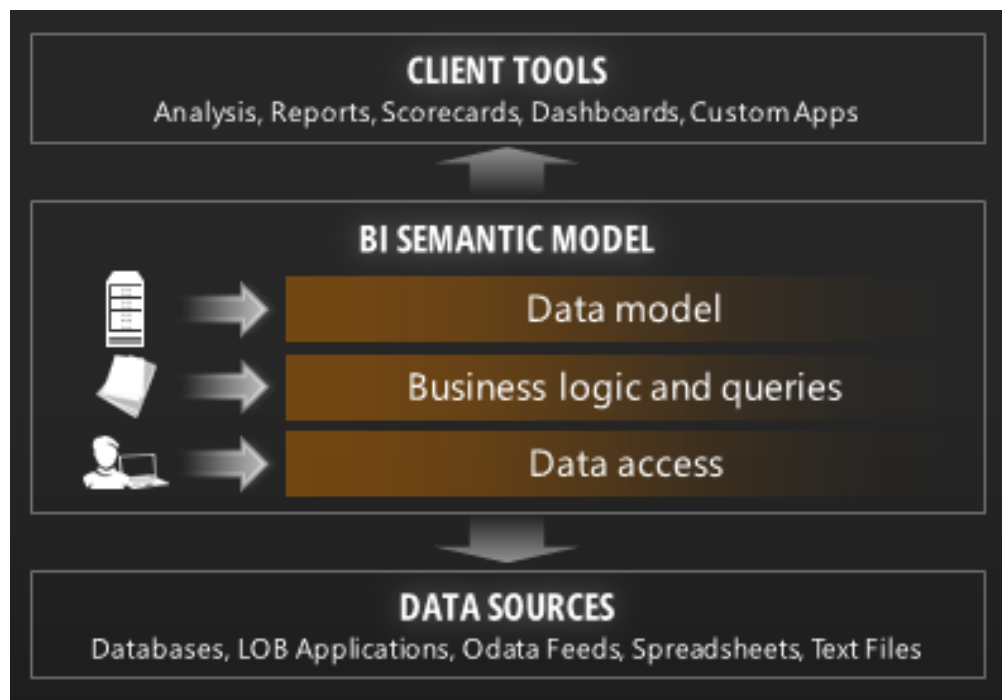 CLIENT TOOLS
Analysis, Reports, Scorecards, Dashboards, Custom Apps
BI SEMANTIC MODEL
Data model
Business logic and queries
Data access
DATA SOURCES
Databases, LOB Applications, Odata Feeds, Spreadsheets, Text Files